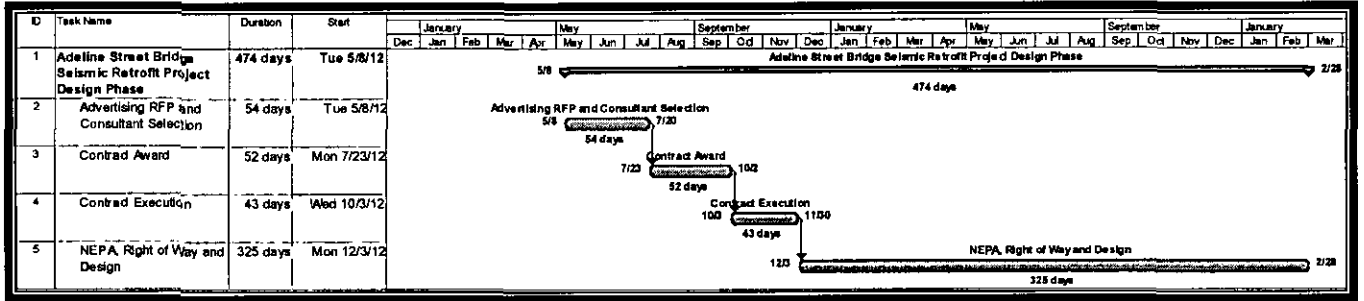 ID Task Name Duration Start
January May September January May September January
Dec Jan Feb Mar Apr May Jun Jul Aug Sep Oct Nov Dec Jan Feb Mar Apr May Jun Jul Aug Sep Oct Nov Dec Jan Feb Mar
1 Adeline Street Bridge 474 days Tue 5/8/12
Seismic Retrofit Project
Design Phase
Adeline Street Bridge Seismic Retrofit Project Design Phase
5/8 2/28
474 days
2 Advertising RFP and 54 days Tue 5/8/12
Consultant Selection
Advertising RFP and Consultant Selection
5/8 7/20
54 days
3 Contract Award 52 days Mon 7/23/12
Contract Award
7/23 10/2
52 days
4 Contract Execution 43 days Wed 10/3/12
Contract Execution
10/3 11/30
43 days
5 NEPA, Right of Way and 325 days Mon 12/3/12
Design
NEPA, Right of Way and Design
12/3 2/28
325 days